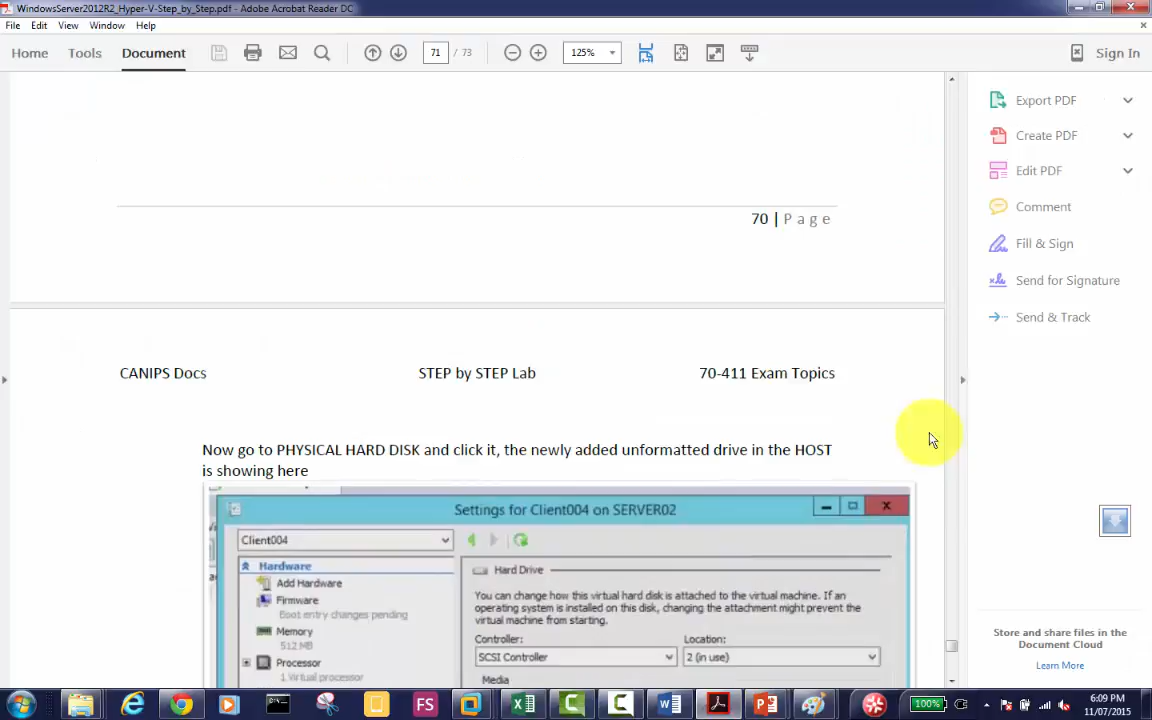 WindowsServer2012R2_Hyper-V-Step_by_Step.pdf - Adobe Acrobat Reader DC
File Edit View Window Help
Home Tools Document 71 / 73 125% Sign In
Export PDF
Create PDF
Edit PDF
Comment
Fill & Sign
Send for Signature
Send & Track
70 | Page
CANIPS Docs STEP by STEP Lab 70-411 Exam Topics
Now go to PHYSICAL HARD DISK and click it, the newly added unformatted drive in the HOST
is showing here
Settings for Client004 on SERVER02
Client004
Hardware
Add Hardware
Firmware
Boot entry changes pending
Memory
512 MB
Processor
1 Virtual processor
Hard Drive
You can change how this virtual hard disk is attached to the virtual machine. If an
operating system is installed on this disk, changing the attachment might prevent the
virtual machine from starting.
Controller: Location:
SCSI Controller 2 (in use)
Media
Store and share files in the
Document Cloud
Learn More
FS
100%
6:09 PM
11/07/2015